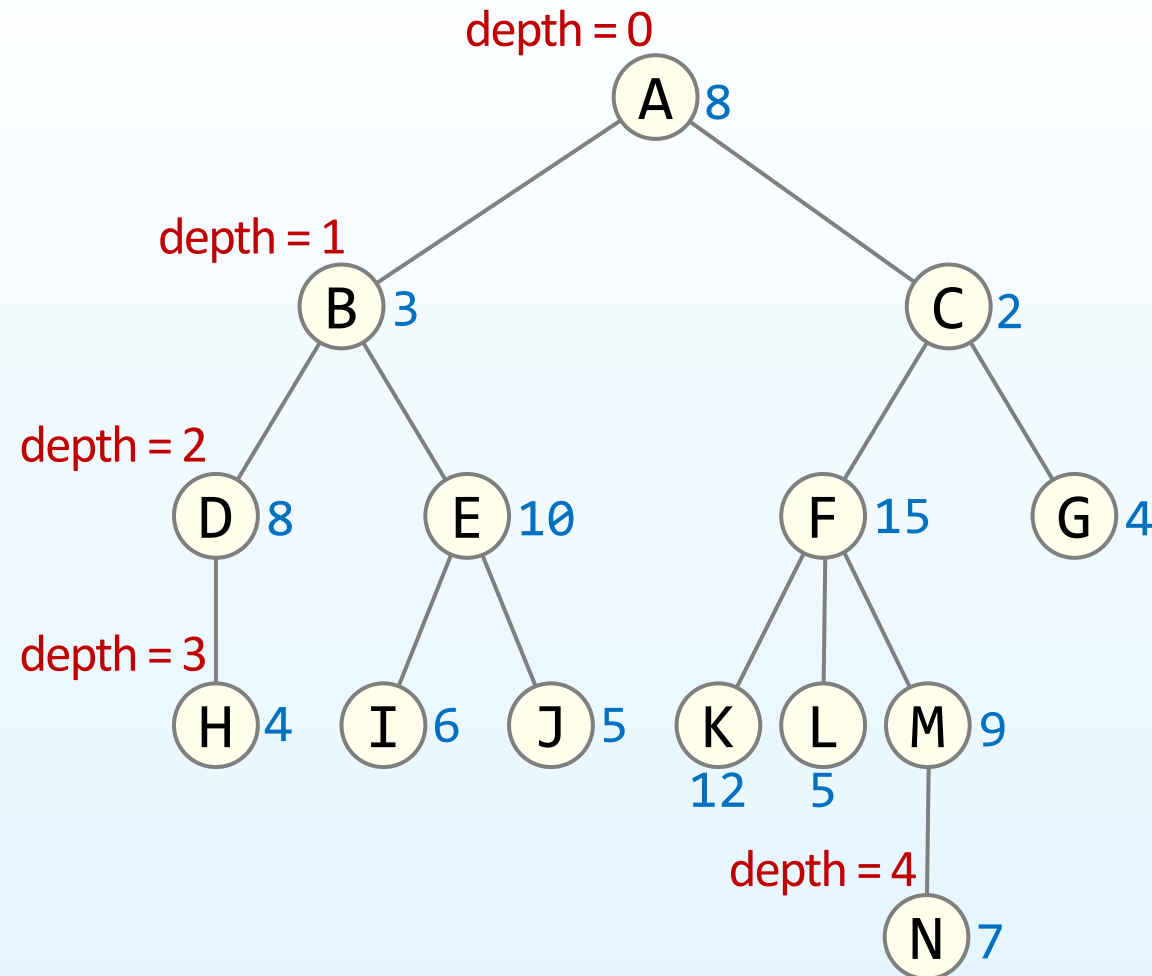 depth = 0
A 8
depth = 1
B 3 C 2
depth = 2
D 8 E 10 F 15 G 4
depth = 3
H 4 I 6 J 5 K L M 9
12 5
depth = 4
N 7